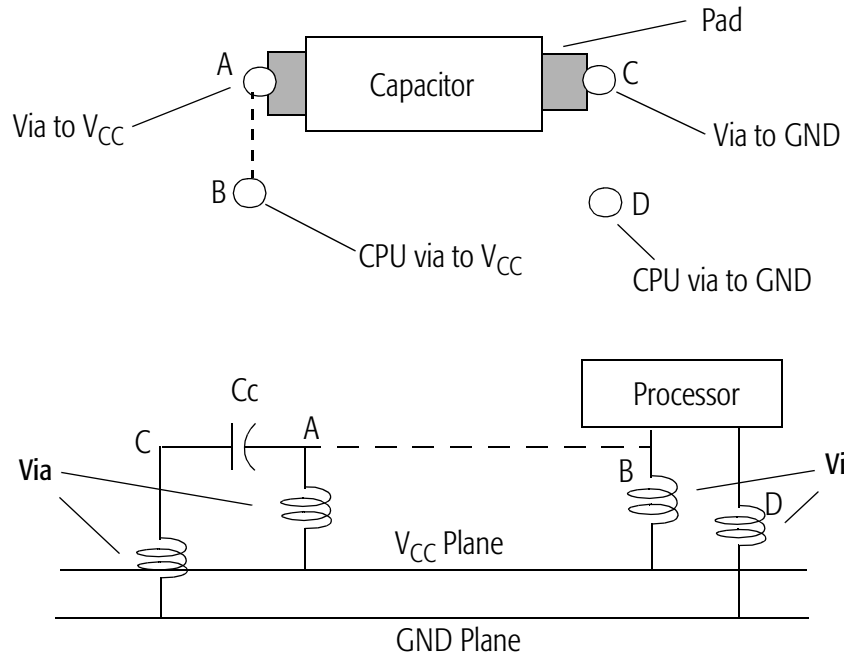 Pad
A
Capacitor
C
Via to VCC
Via to GND
B
D
CPU via to VCC
CPU via to GND
Processor
Cc
C
A
Via
B
Vi
D
VCC Plane
GND Plane